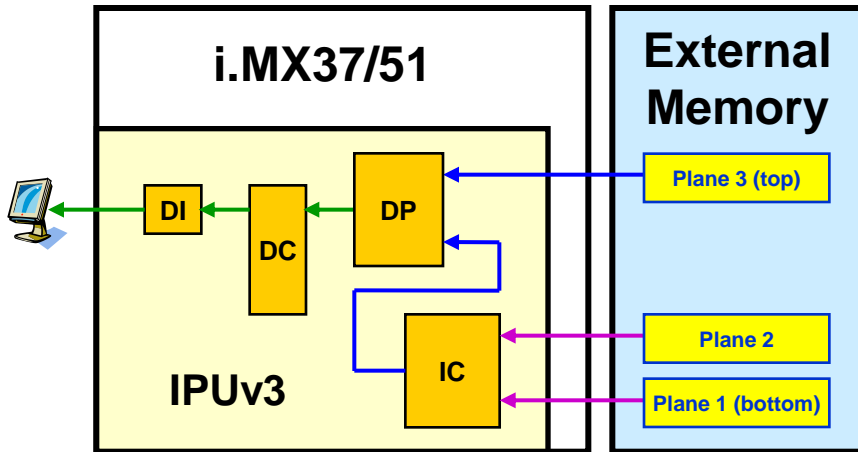 i.MX37/51
External
Memory
Plane 3 (top)
DI
DC
DP
Plane 2
IC
IPUv3
Plane 1 (bottom)